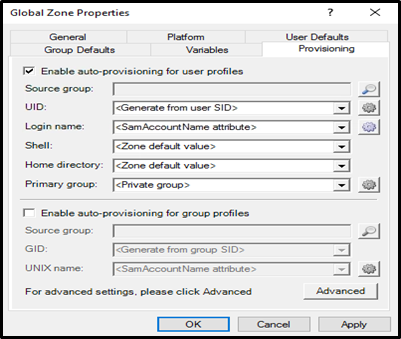 Global Zone Properties
?
General
Platform
User Defaults
Group Defaults
Variables
Provisioning
Enable auto-provisioning for user profiles
Source group:
UID: <Generate from user SID>
Login name: <SamAccountName attribute>
Shell: <Zone default value>
Home directory: <Zone default value>
Primary group: <Private group>
Enable auto-provisioning for group profiles
Source group:
GID: <Generate from group SID>
UNIX name: <SamAccountName attribute>
For advanced settings, please click Advanced
Advanced
OK
Cancel
Apply